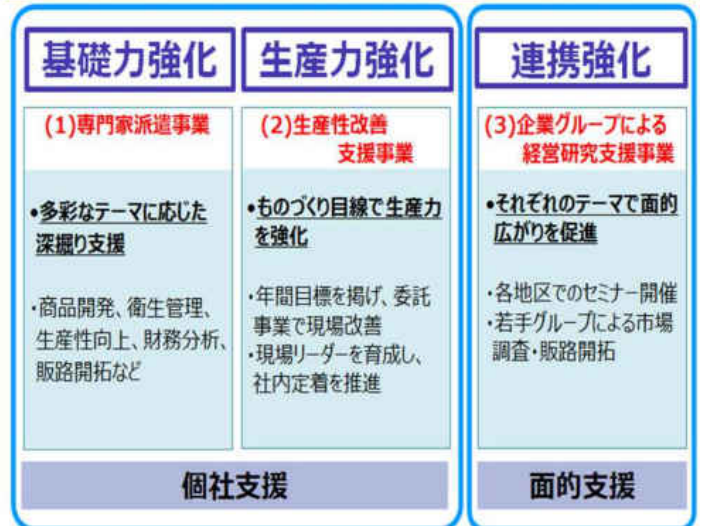 基礎力強化
(1)専門家派遣事業
•多彩なテーマに応じた
深掘り支援
・商品開発、衛生管理、
生産性向上、財務分析、
販路開拓など
生産力強化
(2)生産性改善
支援事業
•ものづくり目線で生産力
を強化
・年間目標を掲げ、委託
事業で現場改善
・現場リーダーを育成し、
社内定着を推進
個社支援
連携強化
(3)企業グループによる
経営研究支援事業
•それぞれのテーマで面的
広がりを促進
・各地区でのセミナー開催
・若手グループによる市場
調査・販路開拓
面的支援